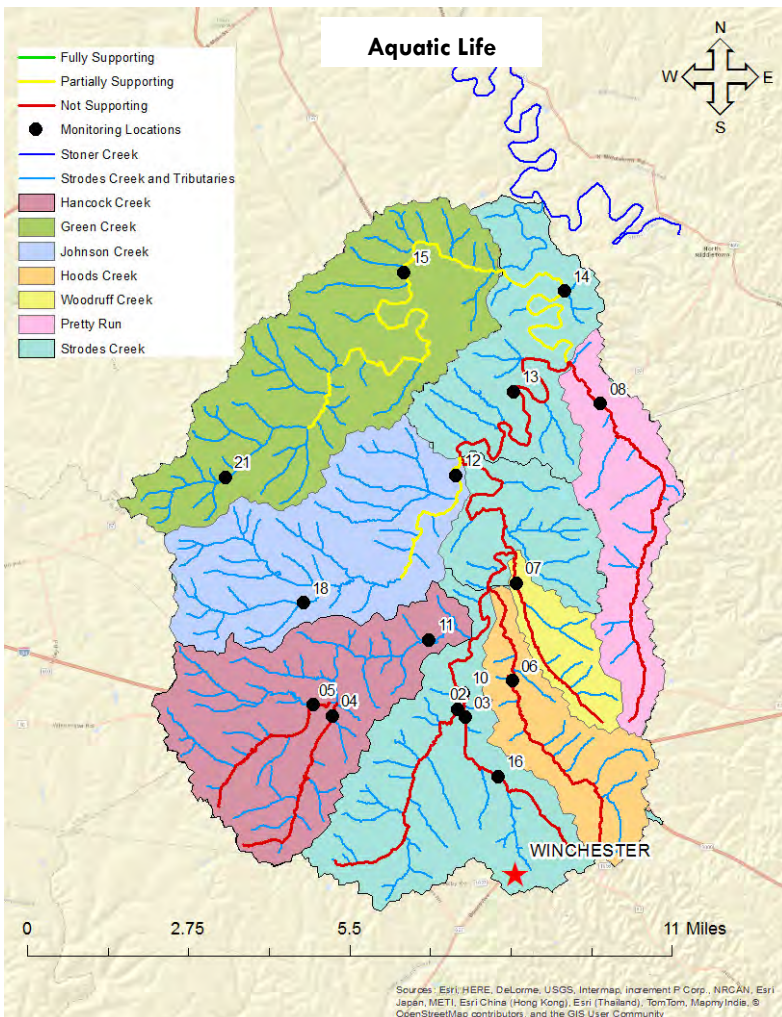 Aquatic Life
N
W E
S
Fully Supporting
Partially Supporting
Not Supporting
Monitoring Locations
Stoner Creek
Strodes Creek and Tributaries
Hancock Creek
Green Creek
Johnson Creek
Hoods Creek
Woodruff Creek
Pretty Run
Strodes Creek
15
14
13
08
21
12
07
18
11
06
10
05
04
02
03
16
WINCHESTER
0 2.75 5.5 11 Miles
Sources: Esri, HERE, DeLorme, USGS, Intermap, increment P Corp., NRCAN, Esri
Japan, METI, Esri China (Hong Kong), Esri (Thailand), TomTom, MapmyIndia, ©
OpenStreetMap contributors, and the GIS User Community